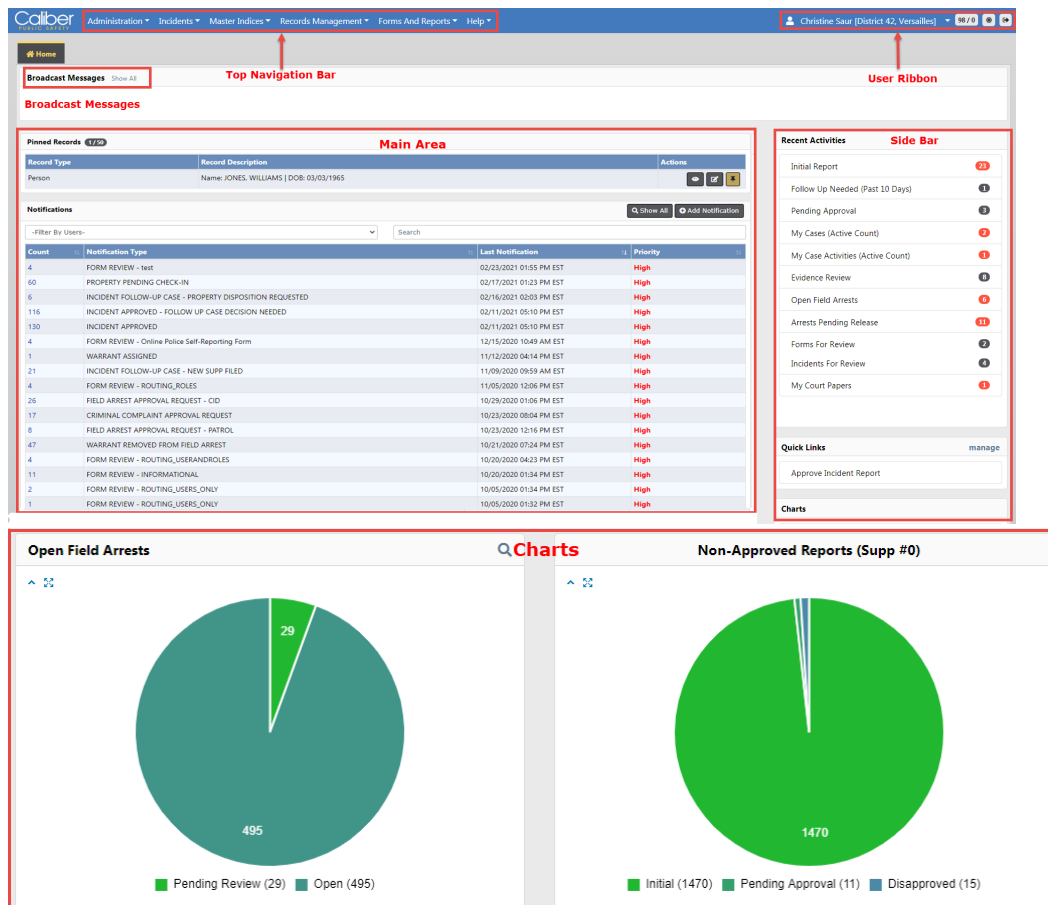 Caliber Administration Incidents Master Indices Records Management Forms And Reports Help Christine Saur [District 42, Versailles] 98 / 0
PUBLIC SAFETY
Home
Broadcast Messages Show All
Top Navigation Bar
User Ribbon
Broadcast Messages
Pinned Records 1 / 50
Main Area
Record Type Record Description Actions
Person Name: JONES, WILLIAMS | DOB: 03/03/1965
Notifications Show All Add Notification
-Filter By Users- Search
Count Notification Type Last Notification Priority
4 FORM REVIEW - test 02/23/2021 01:55 PM EST High
60 PROPERTY PENDING CHECK-IN 02/17/2021 01:23 PM EST High
6 INCIDENT FOLLOW-UP CASE - PROPERTY DISPOSITION REQUESTED 02/16/2021 02:03 PM EST High
116 INCIDENT APPROVED - FOLLOW UP CASE DECISION NEEDED 02/11/2021 05:10 PM EST High
130 INCIDENT APPROVED 02/11/2021 05:10 PM EST High
4 FORM REVIEW - Online Police Self-Reporting Form 12/15/2020 10:49 AM EST High
1 WARRANT ASSIGNED 11/12/2020 04:14 PM EST High
21 INCIDENT FOLLOW-UP CASE - NEW SUPP FILED 11/09/2020 09:59 AM EST High
4 FORM REVIEW - ROUTING_ROLES 11/05/2020 12:06 PM EST High
26 FIELD ARREST APPROVAL REQUEST - CID 10/29/2020 01:06 PM EST High
17 CRIMINAL COMPLAINT APPROVAL REQUEST 10/23/2020 08:04 PM EST High
8 FIELD ARREST APPROVAL REQUEST - PATROL 10/23/2020 12:16 PM EST High
47 WARRANT REMOVED FROM FIELD ARREST 10/21/2020 07:24 PM EST High
4 FORM REVIEW - ROUTING_USERANDROLES 10/20/2020 04:23 PM EST High
11 FORM REVIEW - INFORMATIONAL 10/20/2020 01:34 PM EST High
2 FORM REVIEW - ROUTING_USERS_ONLY 10/05/2020 01:34 PM EST High
1 FORM REVIEW - ROUTING_USERS_ONLY 10/05/2020 01:32 PM EST High
Recent Activities Side Bar
Initial Report 23
Follow Up Needed (Past 10 Days) 1
Pending Approval 3
My Cases (Active Count) 2
My Case Activities (Active Count) 1
Evidence Review 8
Open Field Arrests 6
Arrests Pending Release 11
Forms For Review 2
Incidents For Review 4
My Court Papers 1
Quick Links manage
Approve Incident Report
Charts
Open Field Arrests
Charts
Non-Approved Reports (Supp #0)
29
495
1470
Pending Review (29) Open (495)
Initial (1470) Pending Approval (11) Disapproved (15)